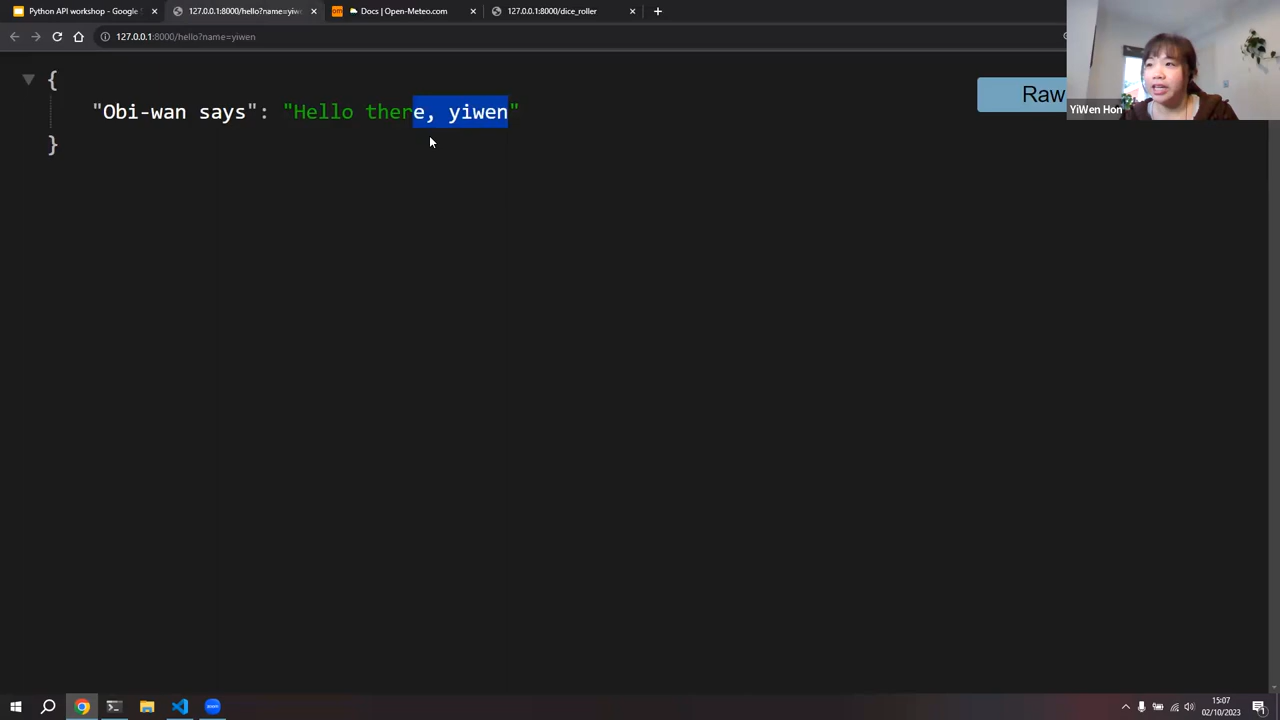 Python API workshop - Google
127.0.0.1:8000/hello?name=yiw
Docs | Open-Meteo.com
127.0.0.1:8000/dice_roller
127.0.0.1:8000/hello?name=yiwen
{
"Obi-wan says": "Hello there, yiwen"
}
Raw
YiWen Hon
15:07
02/10/2023